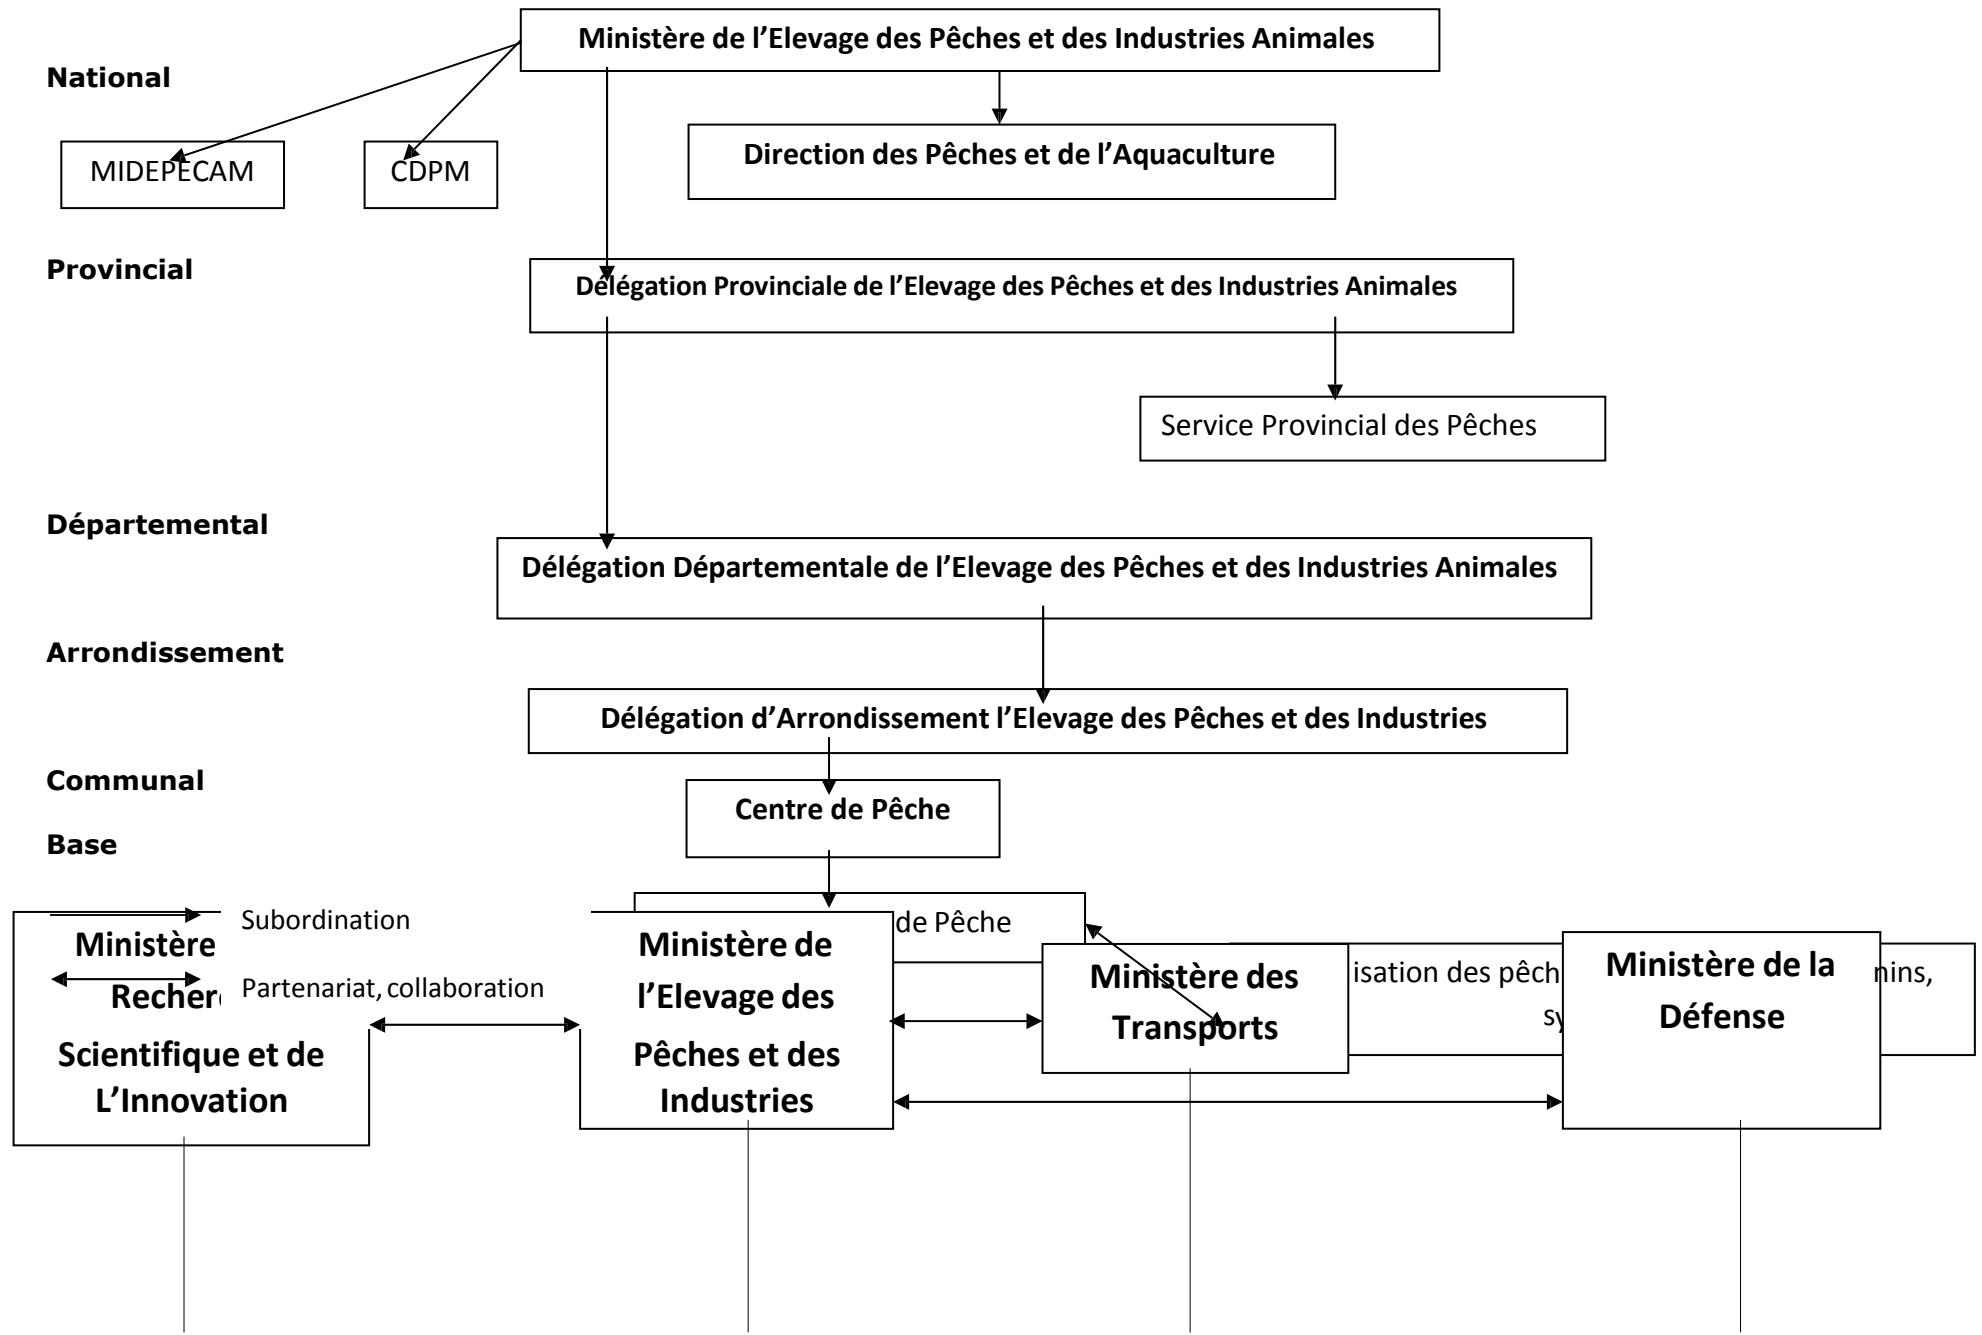 Ministère de l’Elevage des Pêches et des Industries Animales
National
MIDEPECAM
CDPM
Direction des Pêches et de l’Aquaculture
Provincial
Délégation Provinciale de l’Elevage des Pêches et des Industries Animales
Service Provincial des Pêches
Départemental
Délégation Départementale de l’Elevage des Pêches et des Industries Animales
Arrondissement
Délégation d’Arrondissement l’Elevage des Pêches et des Industries
Communal
Centre de Pêche
Base
Subordination
de Pêche
Partenariat, collaboration
Ministère
Scientifique et de
L’Innovation
Ministère de
l’Elevage des
Pêches et des
Industries
Ministère des
Transports
des
Ministère de la
Défense